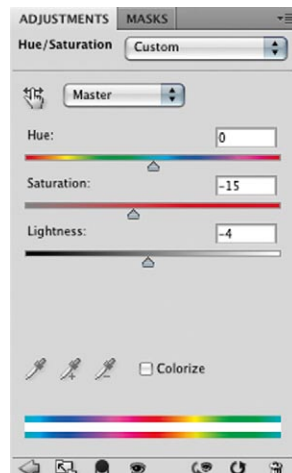 ADJUSTMENTS MASKS
Hue/Saturation Custom
Master
Hue: 0
Saturation: -15
Lightness: -4
Colorize